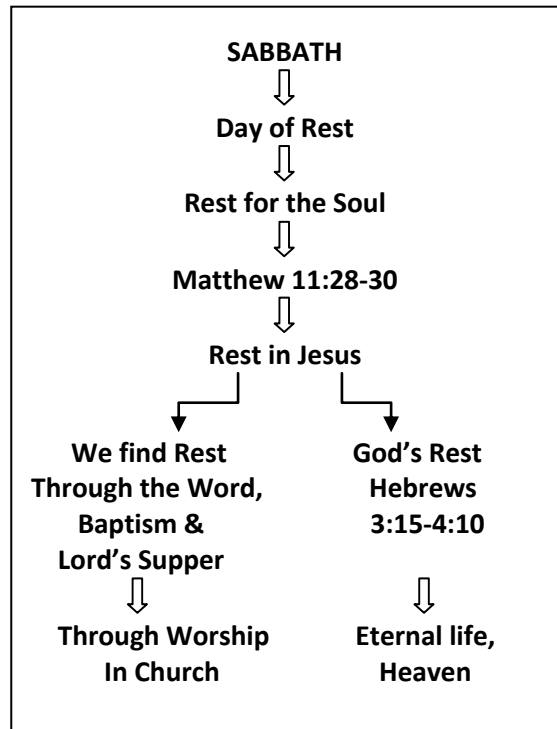 SABBATH
Day of Rest
Rest for the Soul
Matthew 11:28-30
Rest in Jesus
We find Rest
Through the Word,
Baptism &
Lord's Supper
Through Worship
In Church
God's Rest
Hebrews
3:15-4:10
Eternal life,
Heaven